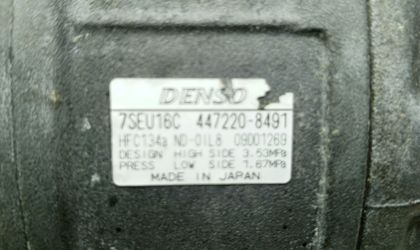 DENSO
7SEU16C 447220-8491
HFC134a ND-OIL8 09001269
DESIGN HIGH SIDE 3.53MPa
PRESS LOW SIDE 1.67MPa
MADE IN JAPAN